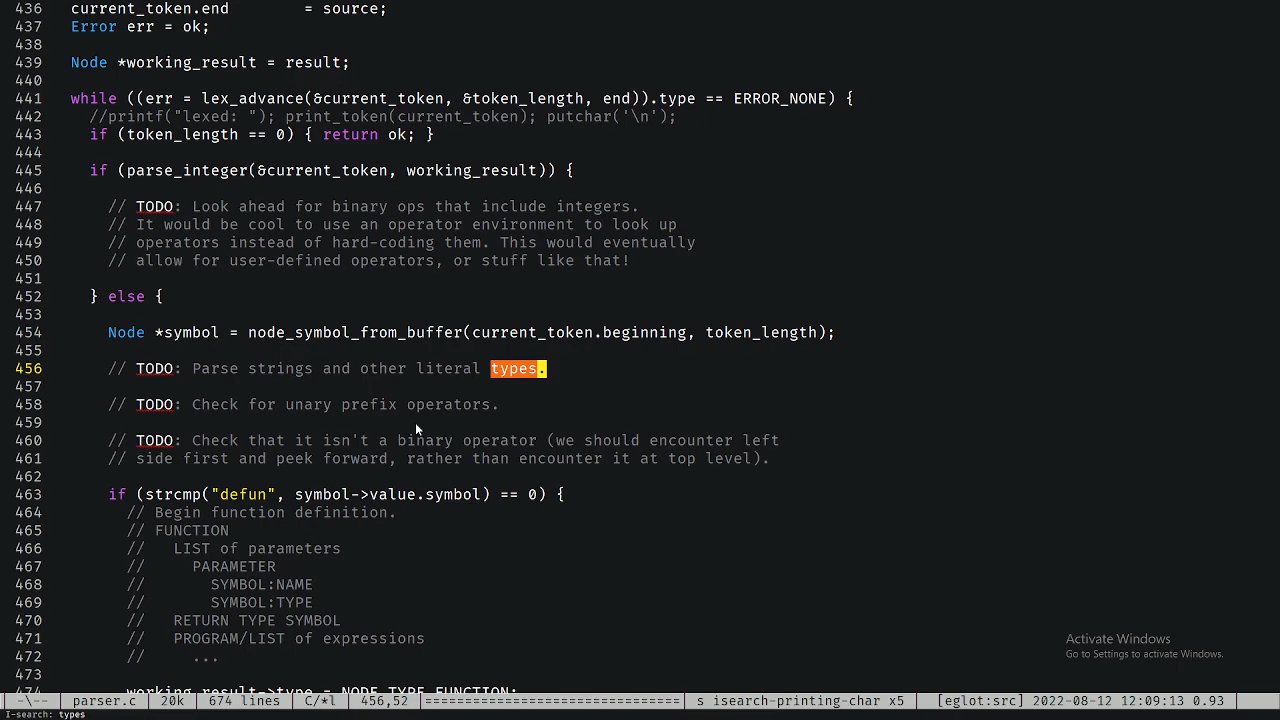 436 current_token.end        = source;
437 Error err = ok;
438
439 Node *working_result = result;
440
441 while ((err = lex_advance(&current_token, &token_length, end)).type == ERROR_NONE) {
442   //printf("lexed: "); print_token(current_token); putchar('\n');
443   if (token_length == 0) { return ok; }
444
445   if (parse_integer(&current_token, working_result)) {
446
447     // TODO: Look ahead for binary ops that include integers.
448     // It would be cool to use an operator environment to look up
449     // operators instead of hard-coding them. This would eventually
450     // allow for user-defined operators, or stuff like that!
451
452   } else {
453
454     Node *symbol = node_symbol_from_buffer(current_token.beginning, token_length);
455
456     // TODO: Parse strings and other literal types.
457
458     // TODO: Check for unary prefix operators.
459
460     // TODO: Check that it isn't a binary operator (we should encounter left
461     // side first and peek forward, rather than encounter it at top level).
462
463     if (strcmp("defun", symbol->value.symbol) == 0) {
464       // Begin function definition.
465       // FUNCTION
466       //   LIST of parameters
467       //     PARAMETER
468       //       SYMBOL:NAME
469       //       SYMBOL:TYPE
470       //   RETURN TYPE SYMBOL
471       //   PROGRAM/LIST of expressions
472       //     ...
473
474       working_result->type = NODE_TYPE_FUNCTION;
Activate Windows
Go to Settings to activate Windows.
-\-- parser.c 20k 674 lines C/*l 456,52 s isearch-printing-char x5 [eglot:src] 2022-08-12 12:09:13 0.93
I-search: types